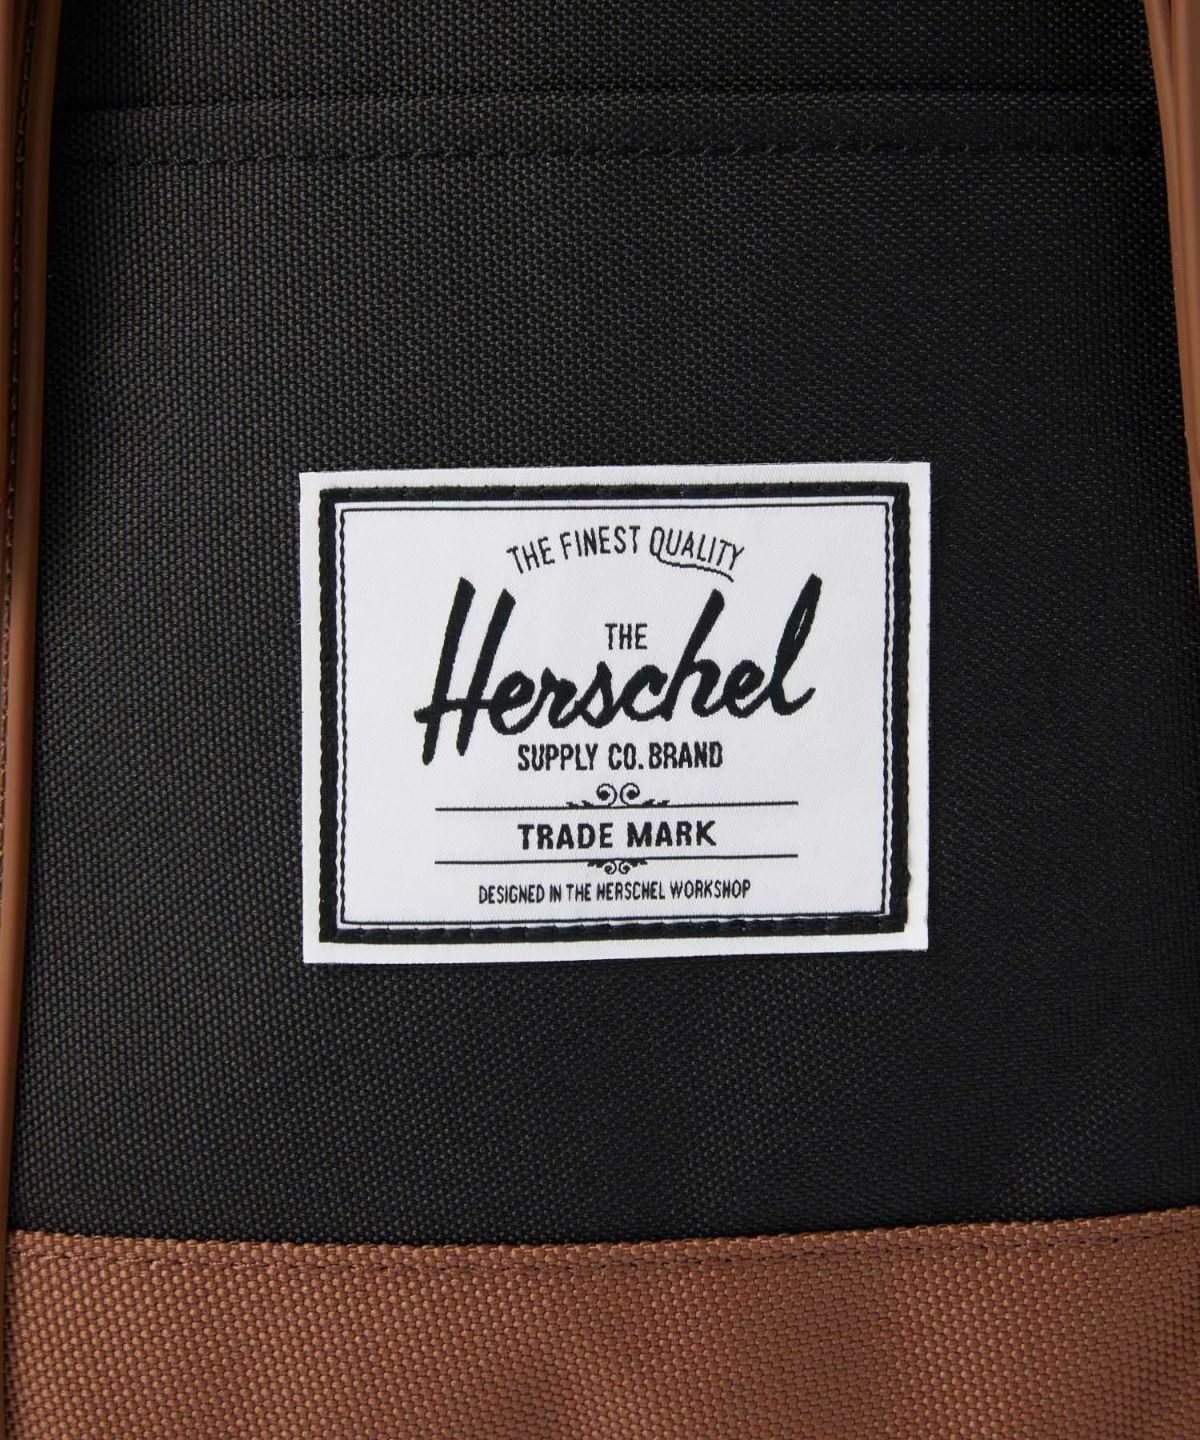 THE FINEST QUALITY
THE
Herschel
SUPPLY CO. BRAND
TRADE MARK
DESIGNED IN THE HERSCHEL WORKSHOP